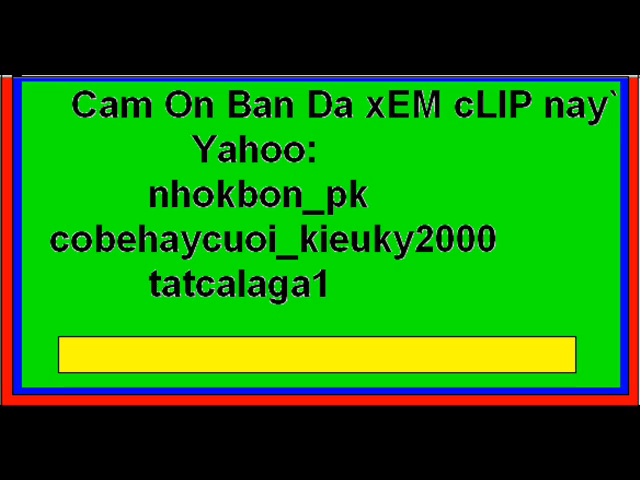 Cam On Ban Da xEM cLIP nay`
Yahoo:
nhokbon_pk
cobehaycuoi_kieuky2000
tatcalaga1